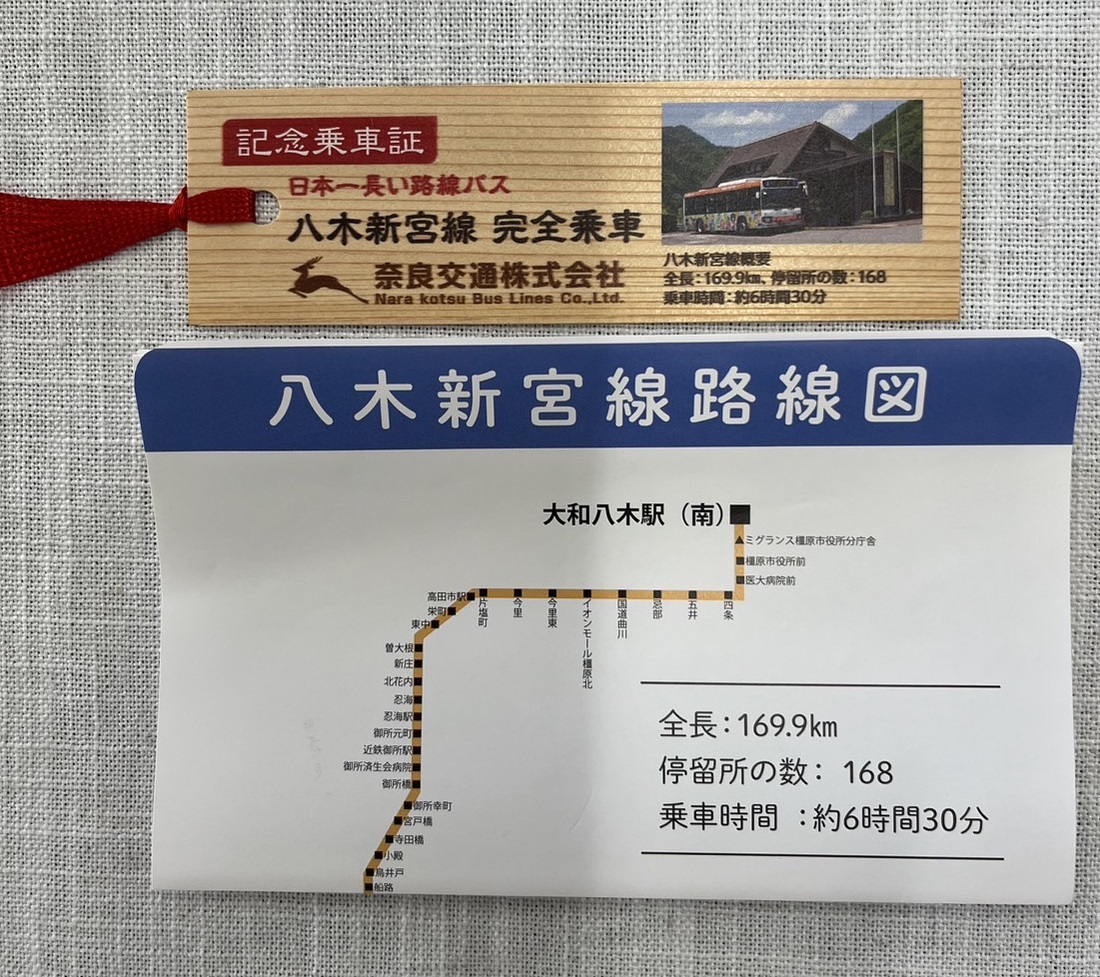 記念乗車証
日本一長い路線バス
八木新宮線 完全乗車
奈良交通株式会社
Nara kotsu Bus Lines Co.,Ltd.
八木新宮線概要
全長：169.9km、停留所の数：168
乗車時間：約6時間30分
八木新宮線路線図
大和八木駅（南）
ミグランス橿原市役所分庁舎
橿原市役所前
医大病院前
四条
五井
忌部
国道曲川
イオンモール橿原北
今里東
今里
片塩町
高田市駅
栄町
東中
曽大根
新庄
北花内
忍海
忍海駅
御所元町
近鉄御所駅
御所済生会病院
御所橋
御所幸町
宮戸橋
寺田橋
小殿
鳥井戸
船路
全長：169.9km
停留所の数： 168
乗車時間 ：約6時間30分